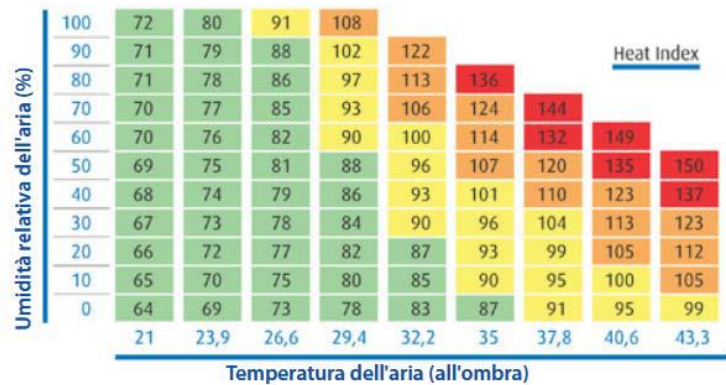 Heat Index
Umidità relativa dell'aria (%)
100 72 80 91 108
90 71 79 88 102 122
80 71 78 86 97 113 136
70 70 77 85 93 106 124 144
60 70 76 82 90 100 114 132 149
50 69 75 81 88 96 107 120 135 150
40 68 74 79 86 93 101 110 123 137
30 67 73 78 84 90 96 104 113 123
20 66 72 77 82 87 93 99 105 112
10 65 70 75 80 85 90 95 100 105
0 64 69 73 78 83 87 91 95 99
21 23,9 26,6 29,4 32,2 35 37,8 40,6 43,3
Temperatura dell'aria (all'ombra)